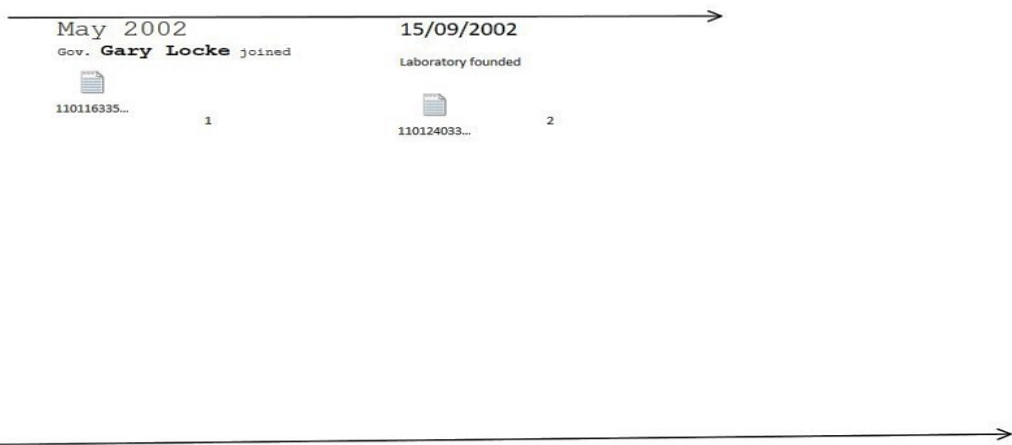 May 2002
Gov. Gary Locke joined
110116335...
1
15/09/2002
Laboratory founded
110124033...
2